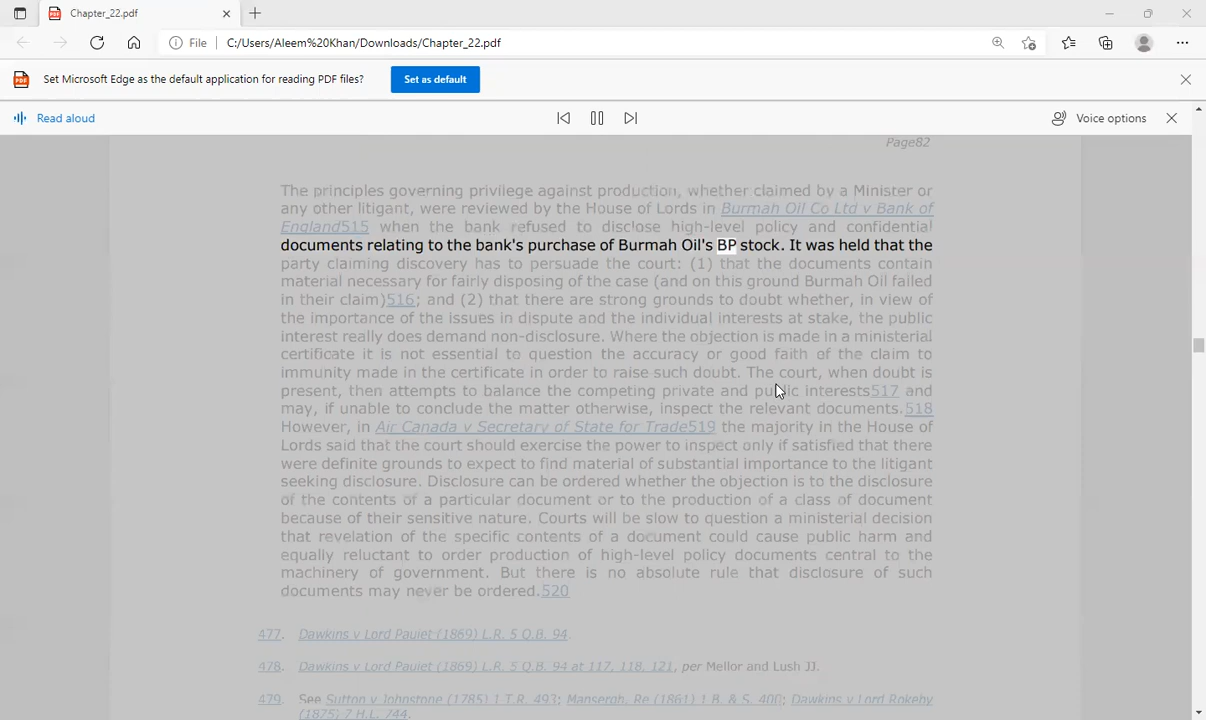 Chapter_22.pdf
File C:/Users/Aleem%20Khan/Downloads/Chapter_22.pdf
Set Microsoft Edge as the default application for reading PDF files? Set as default
Read aloud Voice options
Page82
The principles governing privilege against production, whether claimed by a Minister or
any other litigant, were reviewed by the House of Lords in Burmah Oil Co Ltd v Bank of
England515 when the bank refused to disclose high-level policy and confidential
documents relating to the bank's purchase of Burmah Oil's BP stock. It was held that the
party claiming discovery has to persuade the court: (1) that the documents contain
material necessary for fairly disposing of the case (and on this ground Burmah Oil failed
in their claim)516; and (2) that there are strong grounds to doubt whether, in view of
the importance of the issues in dispute and the individual interests at stake, the public
interest really does demand non-disclosure. Where the objection is made in a ministerial
certificate it is not essential to question the accuracy or good faith of the claim to
immunity made in the certificate in order to raise such doubt. The court, when doubt is
present, then attempts to balance the competing private and public interests517 and
may, if unable to conclude the matter otherwise, inspect the relevant documents.518
However, in Air Canada v Secretary of State for Trade519 the majority in the House of
Lords said that the court should exercise the power to inspect only if satisfied that there
were definite grounds to expect to find material of substantial importance to the litigant
seeking disclosure. Disclosure can be ordered whether the objection is to the disclosure
of the contents of a particular document or to the production of a class of document
because of their sensitive nature. Courts will be slow to question a ministerial decision
that revelation of the specific contents of a document could cause public harm and
equally reluctant to order production of high-level policy documents central to the
machinery of government. But there is no absolute rule that disclosure of such
documents may never be ordered.520
477. Dawkins v Lord Paulet (1869) L.R. 5 Q.B. 94.
478. Dawkins v Lord Paulet (1869) L.R. 5 Q.B. 94 at 117, 118, 121, per Mellor and Lush JJ.
479. See Sutton v Johnstone (1785) 1 T.R. 493; Mansergh, Re (1861) 1 B. & S. 400; Dawkins v Lord Rokeby
(1875) 7 H.L. 744.